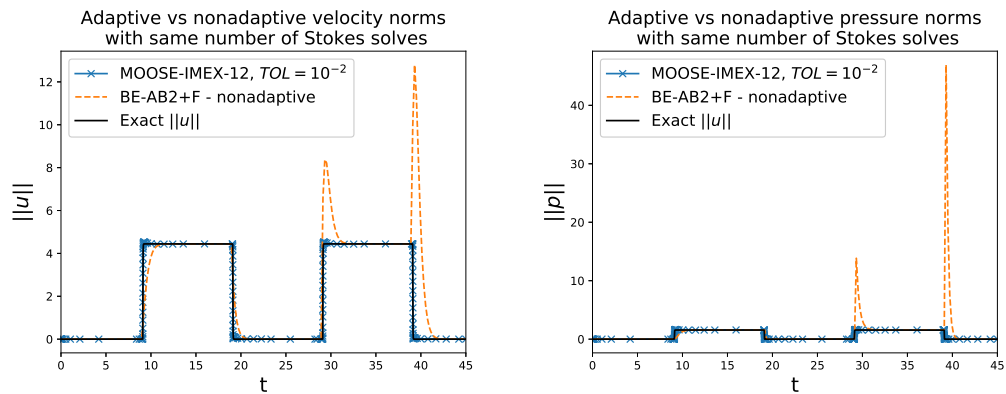 Adaptive vs nonadaptive velocity norms
with same number of Stokes solves
MOOSE-IMEX-12, TOL = 10⁻²
BE-AB2+F - nonadaptive
Exact ||u||
||u||
12
10
8
6
4
2
0
0 5 10 15 20 25 30 35 40 45
t
Adaptive vs nonadaptive pressure norms
with same number of Stokes solves
MOOSE-IMEX-12, TOL = 10⁻²
BE-AB2+F - nonadaptive
Exact ||u||
||p||
40
30
20
10
0
0 5 10 15 20 25 30 35 40 45
t